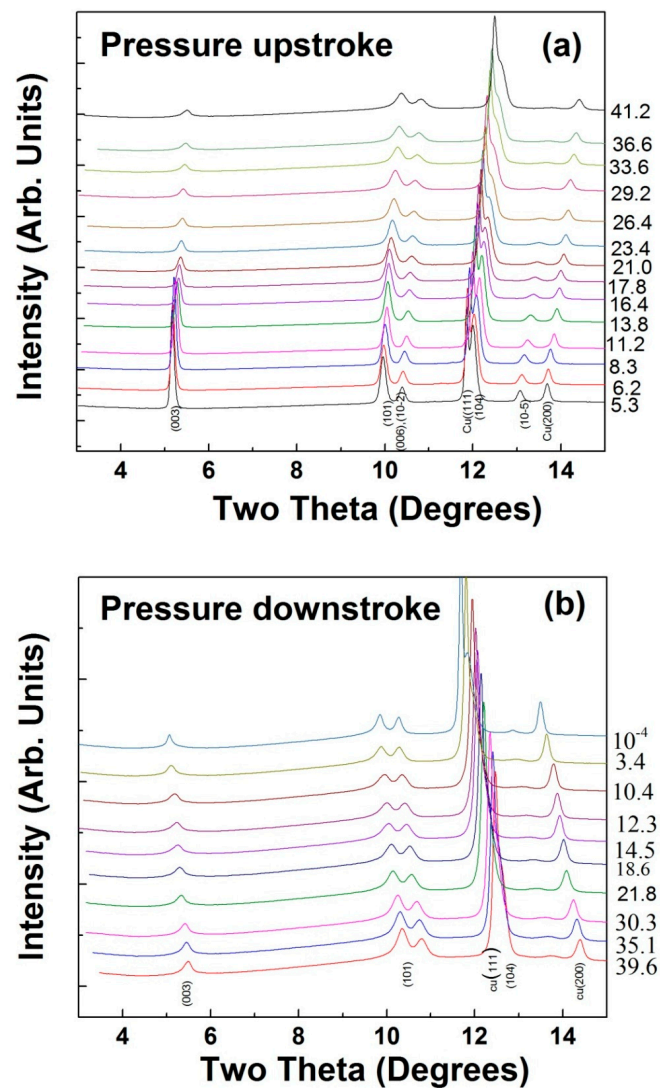 Pressure upstroke
(a)
Intensity (Arb. Units)
41.2
36.6
33.6
29.2
26.4
23.4
21.0
17.8
16.4
13.8
11.2
8.3
6.2
5.3
(003)
(101)
(006),(10-2)
Cu((111)
(104)
(10-5)
Cu(200)
4 6 8 10 12 14
Two Theta (Degrees)
Pressure downstroke
(b)
Intensity (Arb. Units)
10⁻⁴
3.4
10.4
12.3
14.5
18.6
21.8
30.3
35.1
39.6
(003)
(101)
cu(111)
(104)
cu(200)
4 6 8 10 12 14
Two Theta (Degrees)